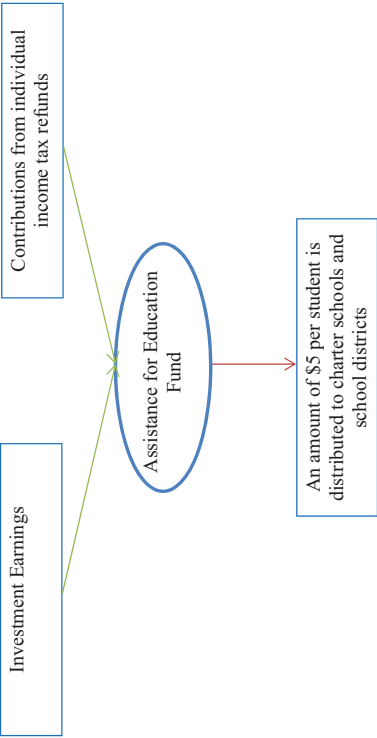 Investment Earnings
Contributions from individual
income tax refunds
Assistance for Education
Fund
An amount of $5 per student is
distributed to charter schools and
school districts